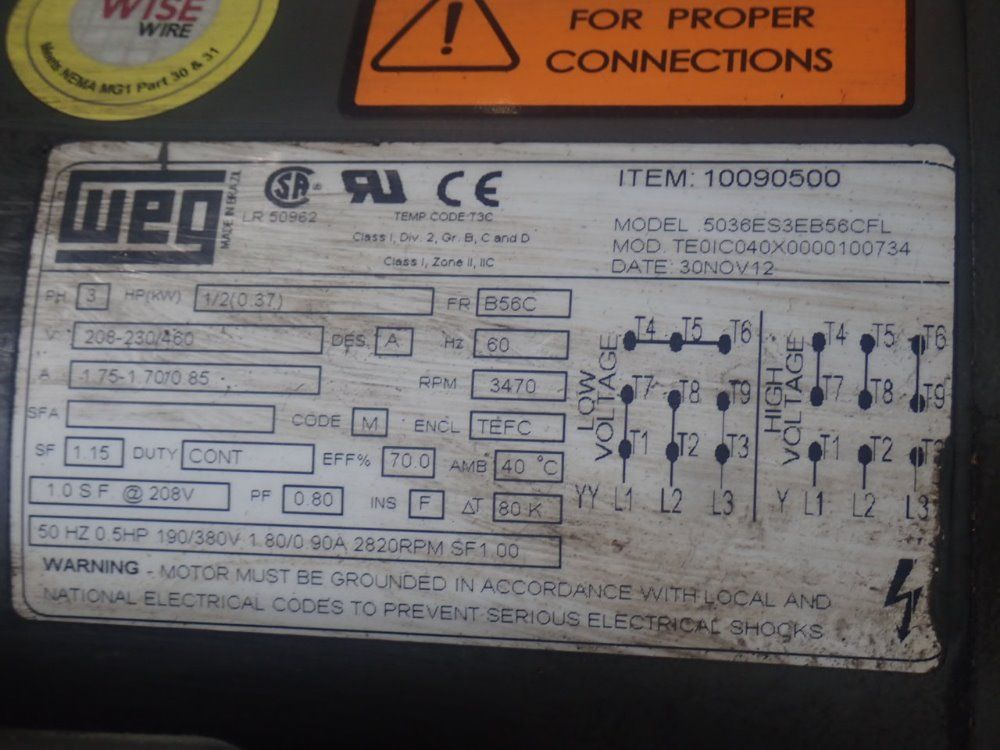 WISE
WIRE
Meets NEMA MG1 Part 30 & 31
FOR PROPER
CONNECTIONS
WEG
MADE IN BRAZIL
SA
LR 50962
RU
CE
TEMP CODE T3C
Class I, Div. 2, Gr. B, C and D
Class I, Zone II, IIC
ITEM: 10090500
MODEL .5036ES3EB56CFL
MOD. TE0IC040X0000100734
DATE: 30NOV12
PH 3 HP(KW) 1/2(0.37) FR B56C
V 208-230/460 DES. A Hz 60
A 1.75-1.70/0.85 RPM 3470
SFA CODE M ENCL TEFC
SF 1.15 DUTY CONT EFF% 70.0 AMB 40 °C
1.0 S.F. @ 208V PF 0.80 INS F ΔT 80 K
50 HZ 0.5HP 190/380V 1.80/0.90A 2820RPM SF1.00
LOW VOLTAGE
T4 T5 T6
T7 T8 T9
T1 T2 T3
YY L1 L2 L3
HIGH VOLTAGE
T4 T5 T6
T7 T8 T9
T1 T2
Y L1 L2 L3
WARNING - MOTOR MUST BE GROUNDED IN ACCORDANCE WITH LOCAL AND
NATIONAL ELECTRICAL CODES TO PREVENT SERIOUS ELECTRICAL SHOCKS